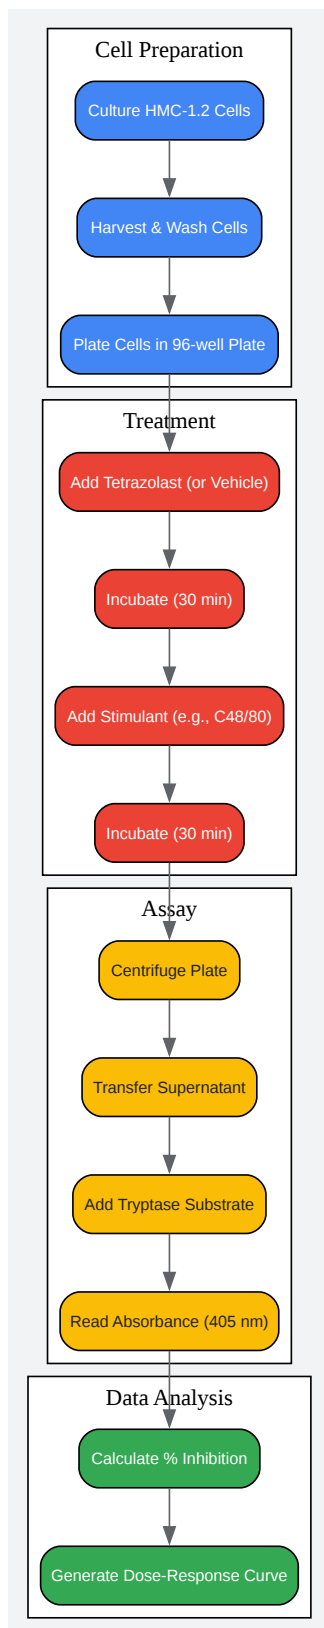 Cell Preparation
Culture HMC-1.2 Cells
Harvest & Wash Cells
Plate Cells in 96-well Plate
Treatment
Add Tetrazolast (or Vehicle)
Incubate (30 min)
Add Stimulant (e.g., C48/80)
Incubate (30 min)
Assay
Centrifuge Plate
Transfer Supernatant
Add Tryptase Substrate
Read Absorbance (405 nm)
Data Analysis
Calculate % Inhibition
Generate Dose-Response Curve